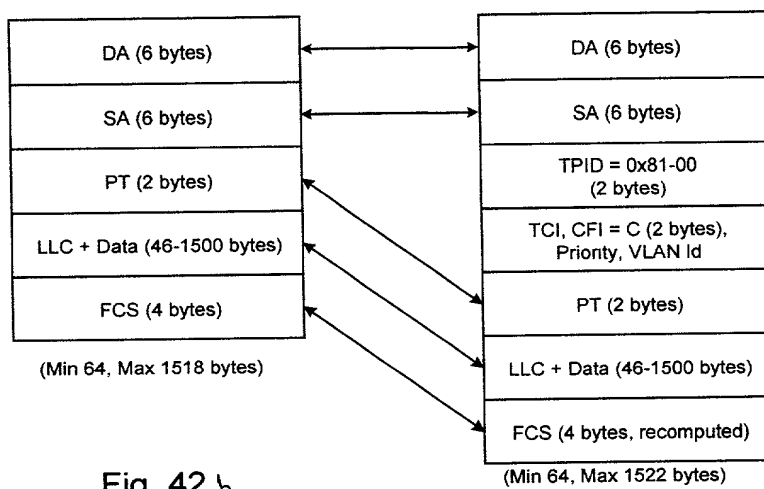 DA (6 bytes)
SA (6 bytes)
PT (2 bytes)
LLC + Data (46-1500 bytes)
FCS (4 bytes)
(Min 64, Max 1518 bytes)
DA (6 bytes)
SA (6 bytes)
TPID = 0x81-00
(2 bytes)
TCI, CFI = C (2 bytes),
Priority, VLAN Id
PT (2 bytes)
LLC + Data (46-1500 bytes)
FCS (4 bytes, recomputed)
(Min 64, Max 1522 bytes)
Fig. 42 b